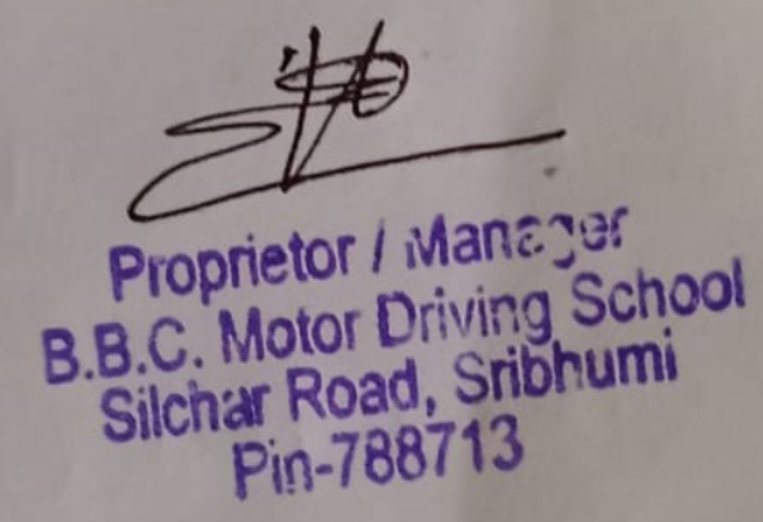 Proprietor / Manager
B.B.C. Motor Driving School
Silchar Road, Sribhumi
Pin-788713